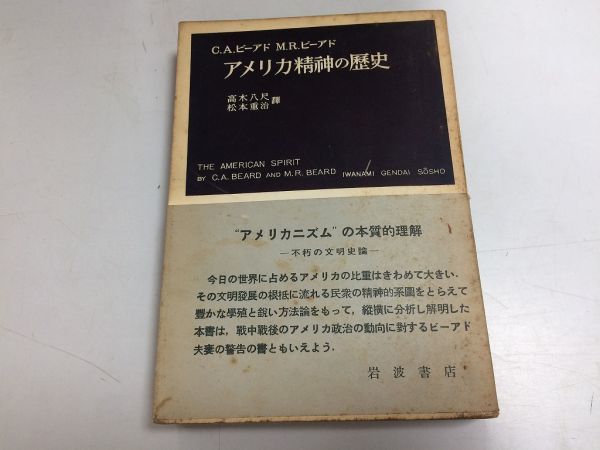 C.A.ビーアド M.R.ビーアド
アメリカ精神の歷史
高木八尺
松本重治 譯
THE AMERICAN SPIRIT
BY C.A. BEARD AND M.R. BEARD IWANAMI GENDAI SŌSHO
"アメリカニズム"の本質的理解
—不朽の文明史論—
今日の世界に占めるアメリカの比重はきわめて大きい.
その文明發展の根抵に流れる民衆の精神的系圖をとらえて
豊かな學殖と銳い方法論をもって,縦横に分析し解明した
本書は,戦中戦後のアメリカ政治の動向に對するビーアド
夫妻の警告の書ともいえよう.
岩波書店